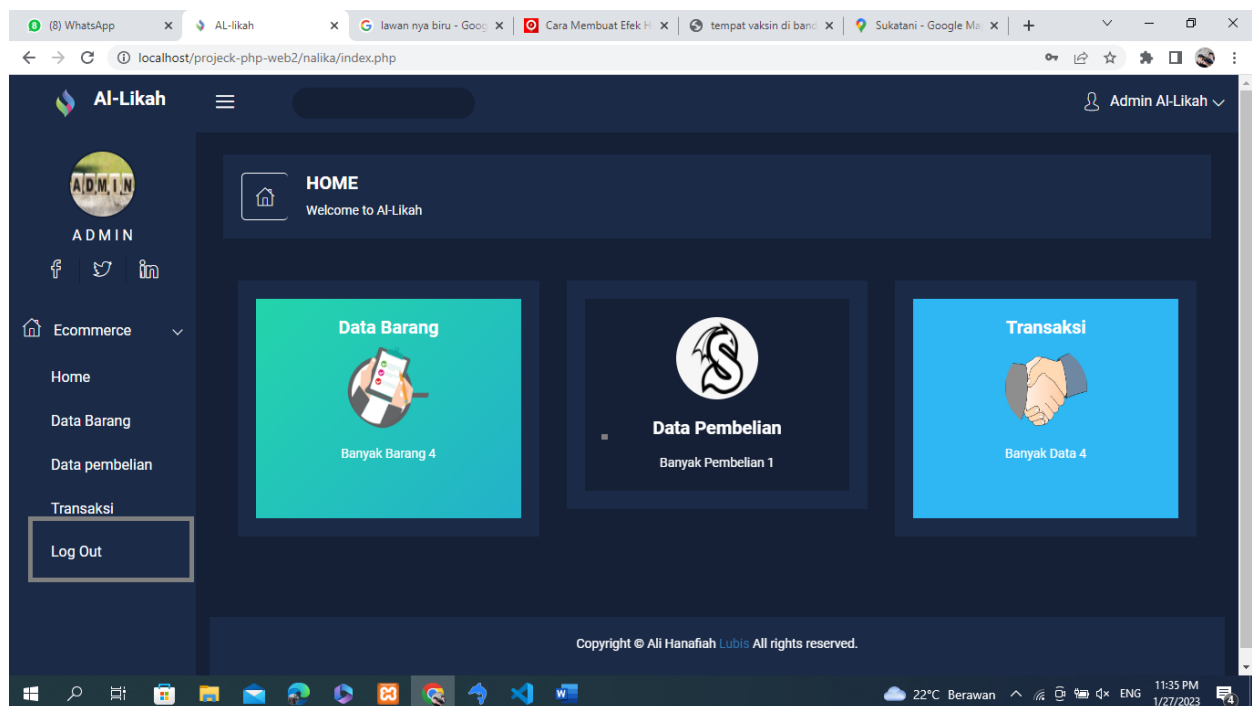 (8) WhatsApp
AL-likah
lawan nya biru - Goog
Cara Membuat Efek H
tempat vaksin di band
Sukatani - Google Ma
localhost/projeck-php-web2/nalika/index.php
Al-Likah
Admin Al-Likah
ADMIN
ADMIN
HOME
Welcome to Al-Likah
Ecommerce
Home
Data Barang
Data pembelian
Transaksi
Log Out
Data Barang
Banyak Barang 4
Data Pembelian
Banyak Pembelian 1
Transaksi
Banyak Data 4
Copyright © Ali Hanafiah Lubis All rights reserved.
22°C Berawan
ENG
11:35 PM
1/27/2023
4